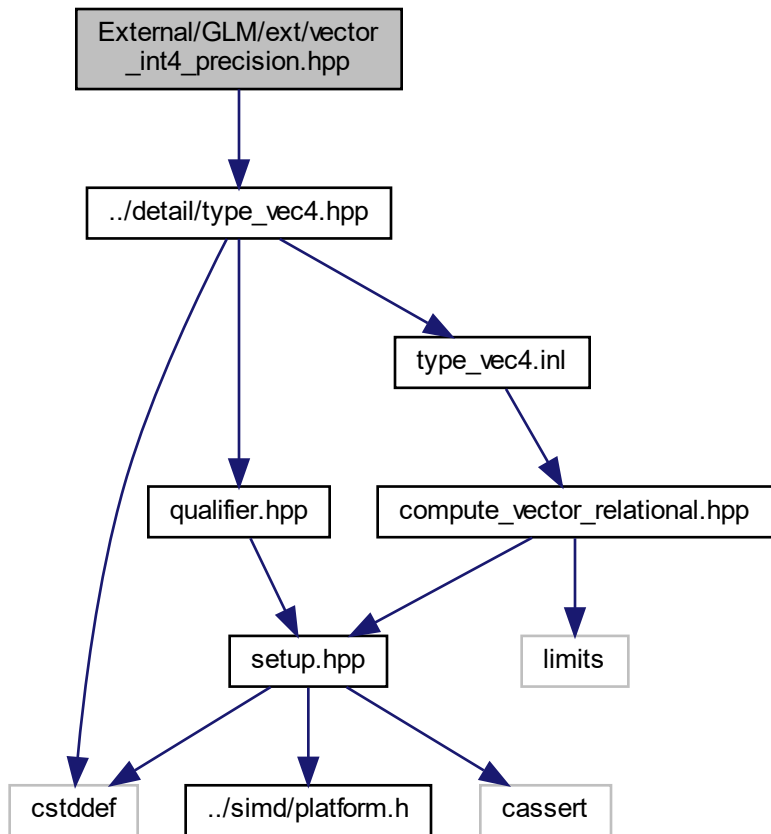 External/GLM/ext/vector
_int4_precision.hpp
../detail/type_vec4.hpp
type_vec4.inl
qualifier.hpp
compute_vector_relational.hpp
setup.hpp
limits
cstddef
../simd/platform.h
cassert